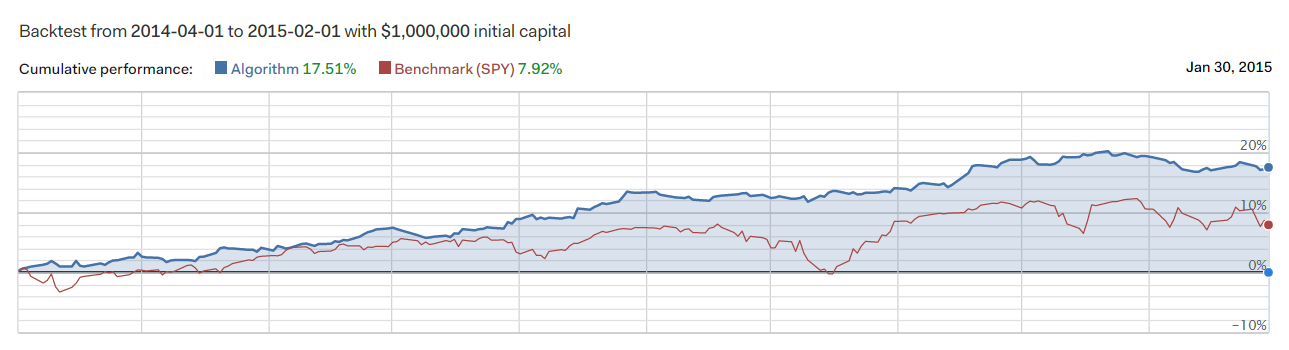 Backtest from 2014-04-01 to 2015-02-01 with $1,000,000 initial capital
Cumulative performance: Algorithm 17.51% Benchmark (SPY) 7.92% Jan 30, 2015
20%
10%
0%
−10%